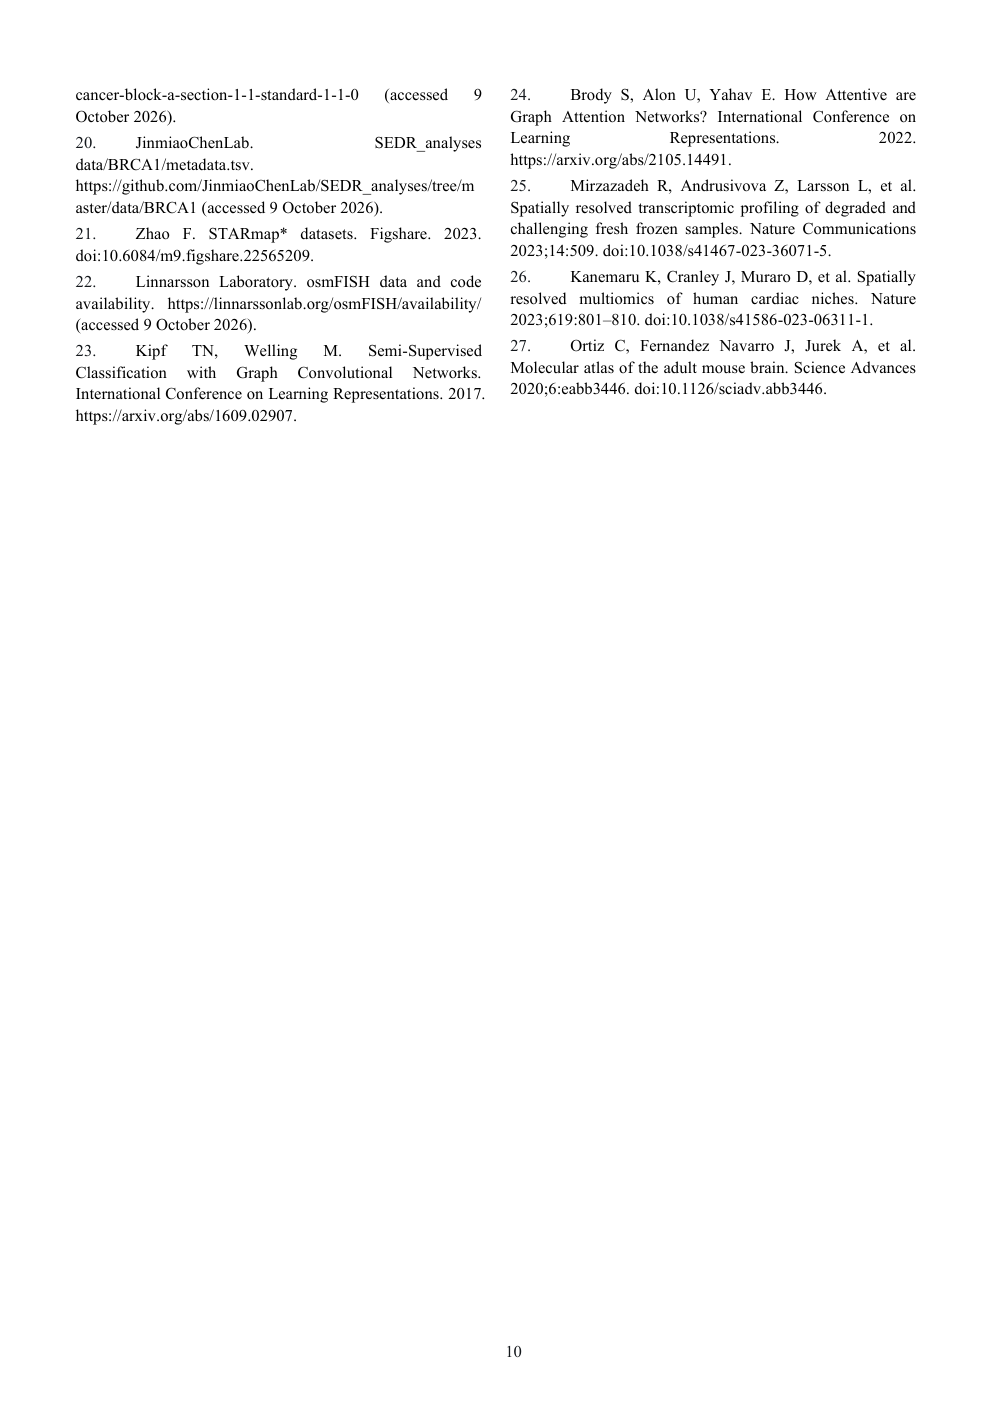 cancer-block-a-section-1-1-standard-1-1-0 (accessed 9
October 2026).
20. JinmiaoChenLab. SEDR_analyses
data/BRCA1/metadata.tsv.
https://github.com/JinmiaoChenLab/SEDR_analyses/tree/m
aster/data/BRCA1 (accessed 9 October 2026).
21. Zhao F. STARmap* datasets. Figshare. 2023.
doi:10.6084/m9.figshare.22565209.
22. Linnarsson Laboratory. osmFISH data and code
availability. https://linnarssonlab.org/osmFISH/availability/
(accessed 9 October 2026).
23. Kipf TN, Welling M. Semi-Supervised
Classification with Graph Convolutional Networks.
International Conference on Learning Representations. 2017.
https://arxiv.org/abs/1609.02907.
24. Brody S, Alon U, Yahav E. How Attentive are
Graph Attention Networks? International Conference on
Learning Representations. 2022.
https://arxiv.org/abs/2105.14491.
25. Mirzazadeh R, Andrusivova Z, Larsson L, et al.
Spatially resolved transcriptomic profiling of degraded and
challenging fresh frozen samples. Nature Communications
2023;14:509. doi:10.1038/s41467-023-36071-5.
26. Kanemaru K, Cranley J, Muraro D, et al. Spatially
resolved multiomics of human cardiac niches. Nature
2023;619:801–810. doi:10.1038/s41586-023-06311-1.
27. Ortiz C, Fernandez Navarro J, Jurek A, et al.
Molecular atlas of the adult mouse brain. Science Advances
2020;6:eabb3446. doi:10.1126/sciadv.abb3446.
10